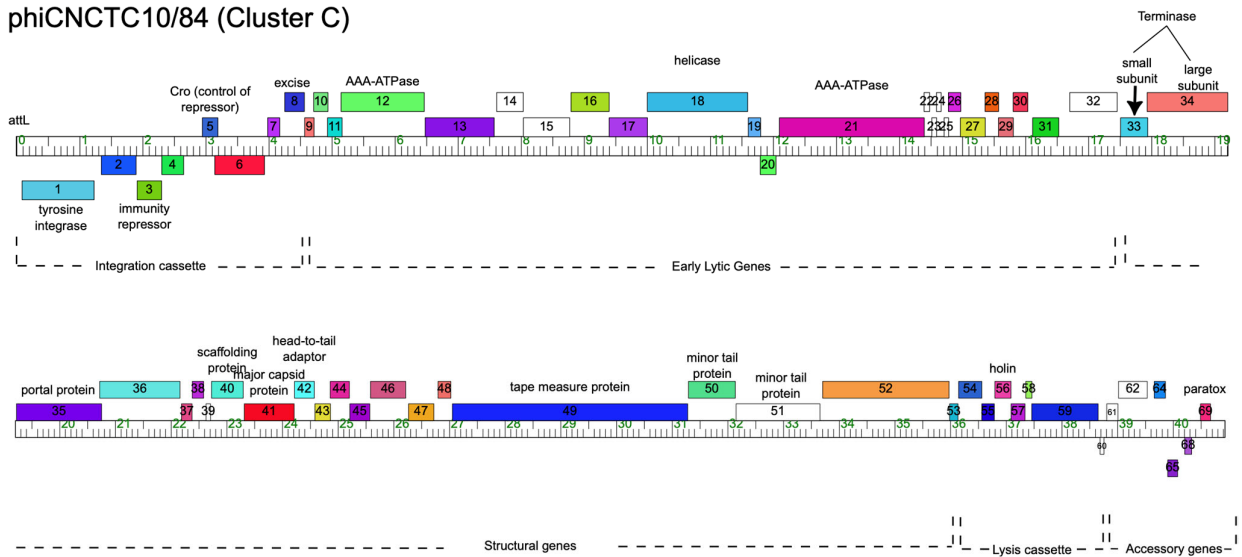 phiCNCTC10/84 (Cluster C)
Terminase
helicase
small
subunit
large
subunit
excise
AAA-ATPase
AAA-ATPase
Cro (control of
repressor)
8 10 12 14 16 18 22 24 26 28 30 32 34
attL
5 7 9 11 13 15 17 19 21 23 25 27 29 31 33
0 1 2 3 4 5 6 7 8 9 10 11 12 13 14 15 16 17 18 19
2 4 6 20
1 3
tyrosine
integrase
immunity
repressor
Integration cassette
Early Lytic Genes
head-to-tail
adaptor
scaffolding
protein
minor tail
protein
holin
portal protein
major capsid
protein
tape measure protein
minor tail
protein
paratox
36 38 40 42 44 46 48 50 52 54 56 58 62 64
35 37 39 41 43 45 47 49 51 53 55 57 59 61 69
20 21 22 23 24 25 26 27 28 29 30 31 32 33 34 35 36 37 38 39 40
60 68
65
Structural genes
Lysis cassette
Accessory genes